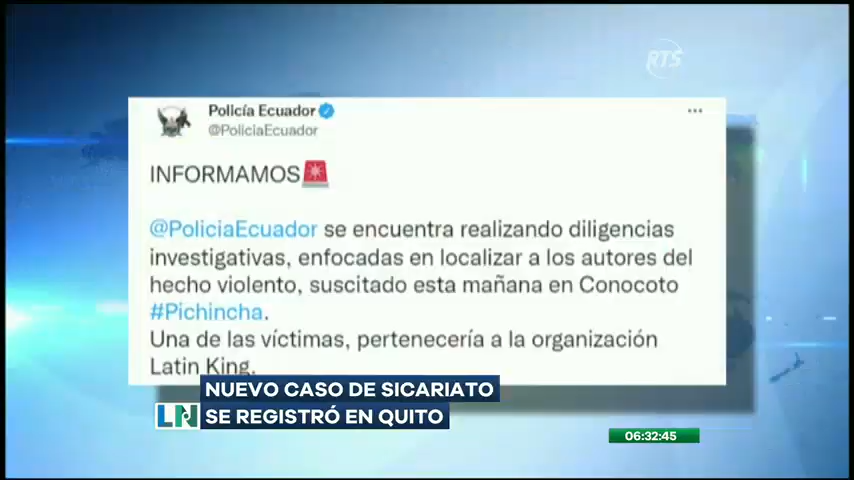 RTS
Policía Ecuador
@PoliciaEcuador
INFORMAMOS
@PoliciaEcuador se encuentra realizando diligencias
investigativas, enfocadas en localizar a los autores del
hecho violento, suscitado esta mañana en Conocoto
#Pichincha.
Una de las víctimas, pertenecería a la organización
Latin King.
NUEVO CASO DE SICARIATO
LN SE REGISTRÓ EN QUITO
06:32:45